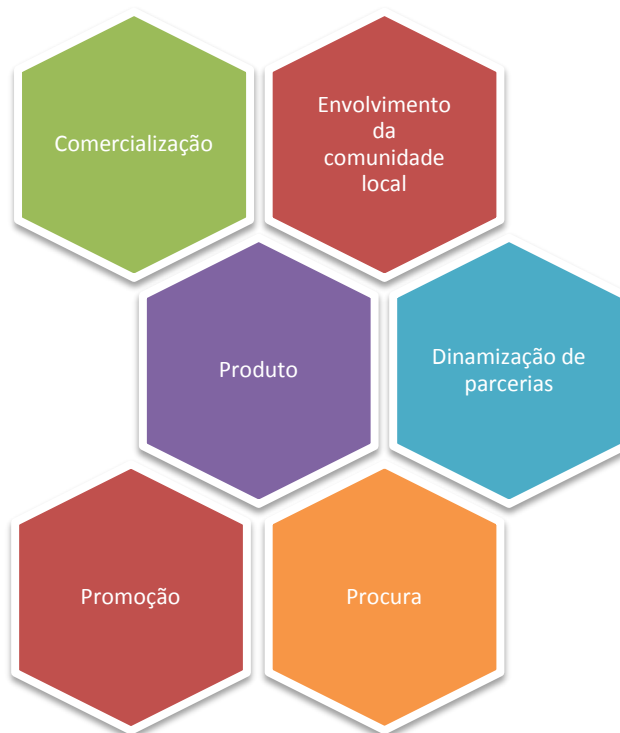 Comercialização
Envolvimento
da
comunidade
local
Produto
Dinamização de
parcerias
Promoção
Procura